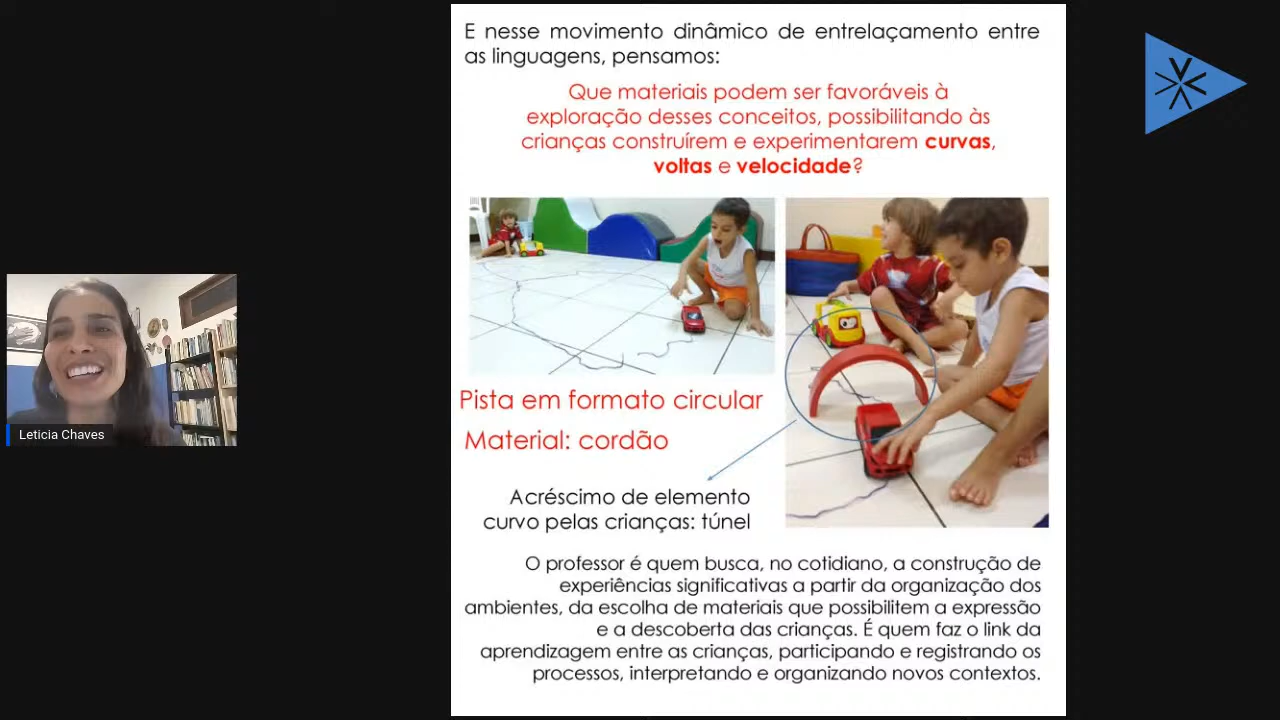 E nesse movimento dinâmico de entrelaçamento entre
as linguagens, pensamos:
Que materiais podem ser favoráveis à
exploração desses conceitos, possibilitando às
crianças construírem e experimentarem curvas,
voltas e velocidade?
Pista em formato circular
Material: cordão
Acréscimo de elemento
curvo pelas crianças: túnel
O professor é quem busca, no cotidiano, a construção de
experiências significativas a partir da organização dos
ambientes, da escolha de materiais que possibilitem a expressão
e a descoberta das crianças. É quem faz o link da
aprendizagem entre as crianças, participando e registrando os
processos, interpretando e organizando novos contextos.
Leticia Chaves